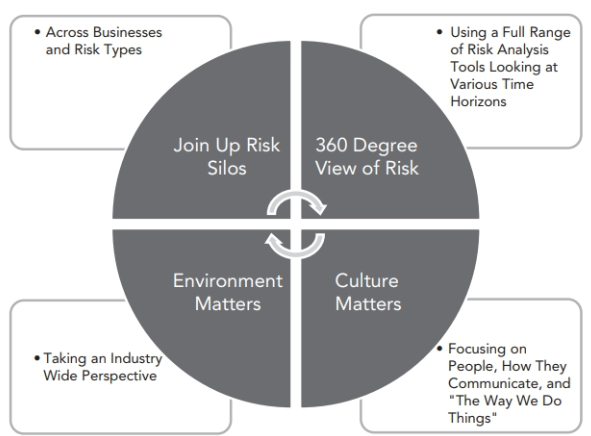 • Across Businesses
and Risk Types
• Using a Full Range
of Risk Analysis
Tools Looking at
Various Time
Horizons
Join Up Risk
Silos
360 Degree
View of Risk
Environment
Matters
Culture
Matters
• Taking an Industry
Wide Perspective
• Focusing on
People, How They
Communicate, and
"The Way We Do
Things"